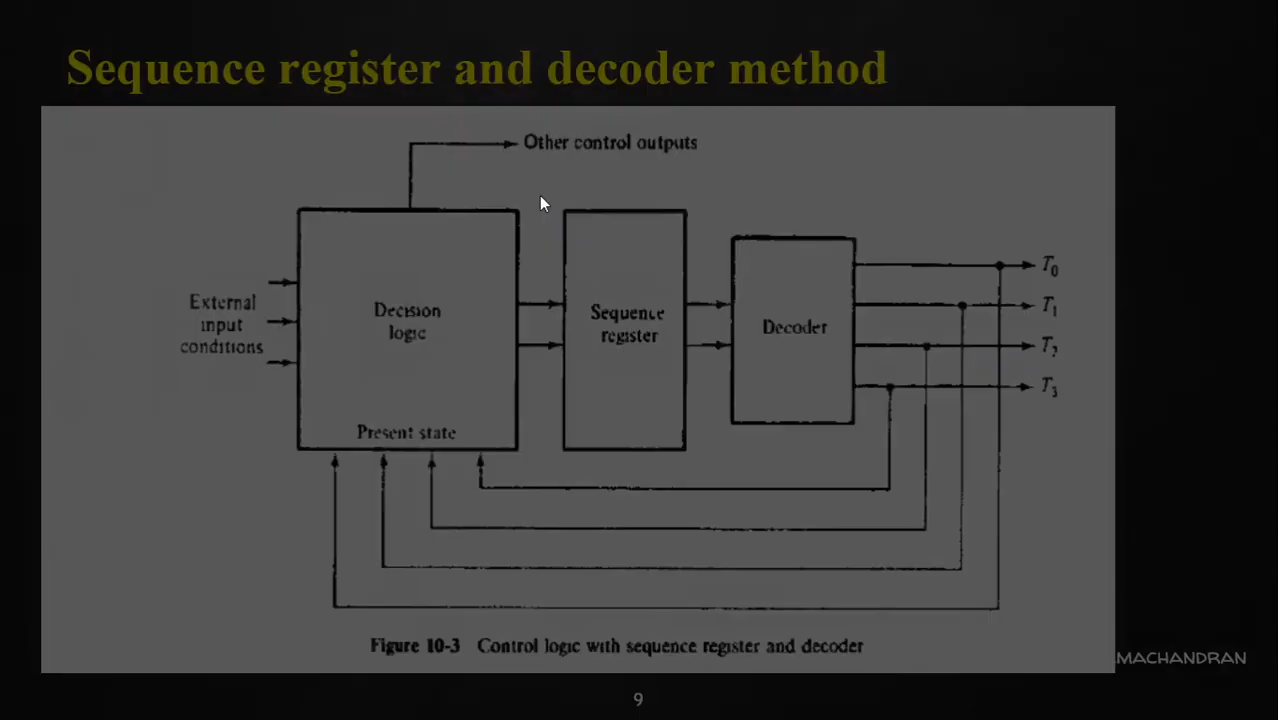 Sequence register and decoder method
Other control outputs
External
input
conditions
Decision
logic
Present state
Sequence
register
Decoder
T0
T1
T2
T3
Figure 10-3 Control logic with sequence register and decoder
MACHANDRAN
9